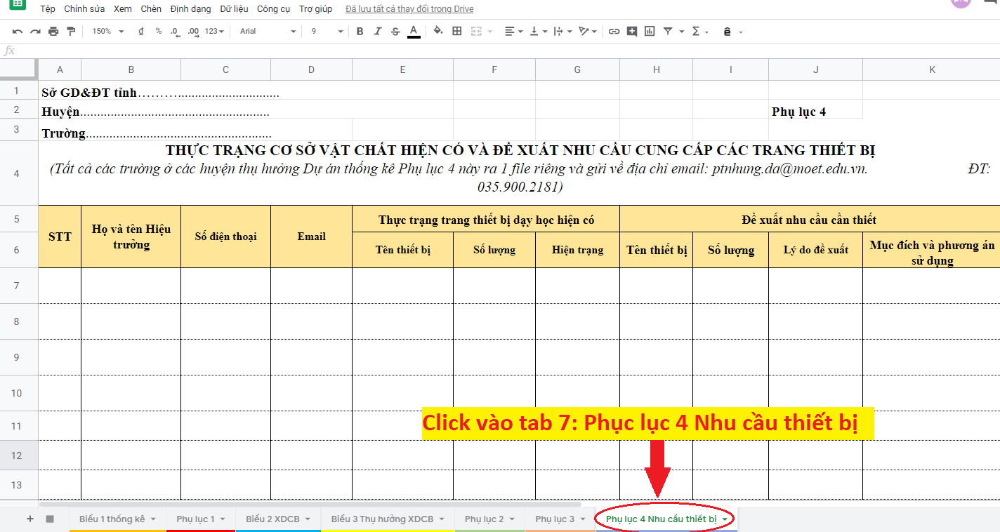 Tệp Chỉnh sửa Xem Chèn Định dạng Dữ liệu Công cụ Trợ giúp Đã lưu tất cả thay đổi trong Drive
150% đ % .0 .00 123 Arial 9 B I S A
fx
A B C D E F G H I J K
1 Sở GD&ĐT tỉnh………..............................
2 Huyện........................................................ Phụ lục 4
3 Trường.......................................................
4 THỰC TRẠNG CƠ SỞ VẬT CHẤT HIỆN CÓ VÀ ĐỀ XUẤT NHU CẦU CUNG CẤP CÁC TRANG THIẾT BỊ
(Tất cả các trường ở các huyện thụ hưởng Dự án thống kê Phụ lục 4 này ra 1 file riêng và gửi về địa chỉ email: ptnhung.da@moet.edu.vn. ĐT:
035.900.2181)
5 STT Họ và tên Hiệu trưởng Số điện thoại Email Thực trạng trang thiết bị dạy học hiện có Đề xuất nhu cầu cần thiết
6 Tên thiết bị Số lượng Hiện trạng Tên thiết bị Số lượng Lý do đề xuất Mục đích và phương án sử dụng
7
8
9
10
11
Click vào tab 7: Phục lục 4 Nhu cầu thiết bị
12
13
+ Biểu 1 thống kê Phụ lục 1 Biểu 2 XDCB Biểu 3 Thụ hưởng XDCB Phụ lục 2 Phụ lục 3 Phụ lục 4 Nhu cầu thiết bị